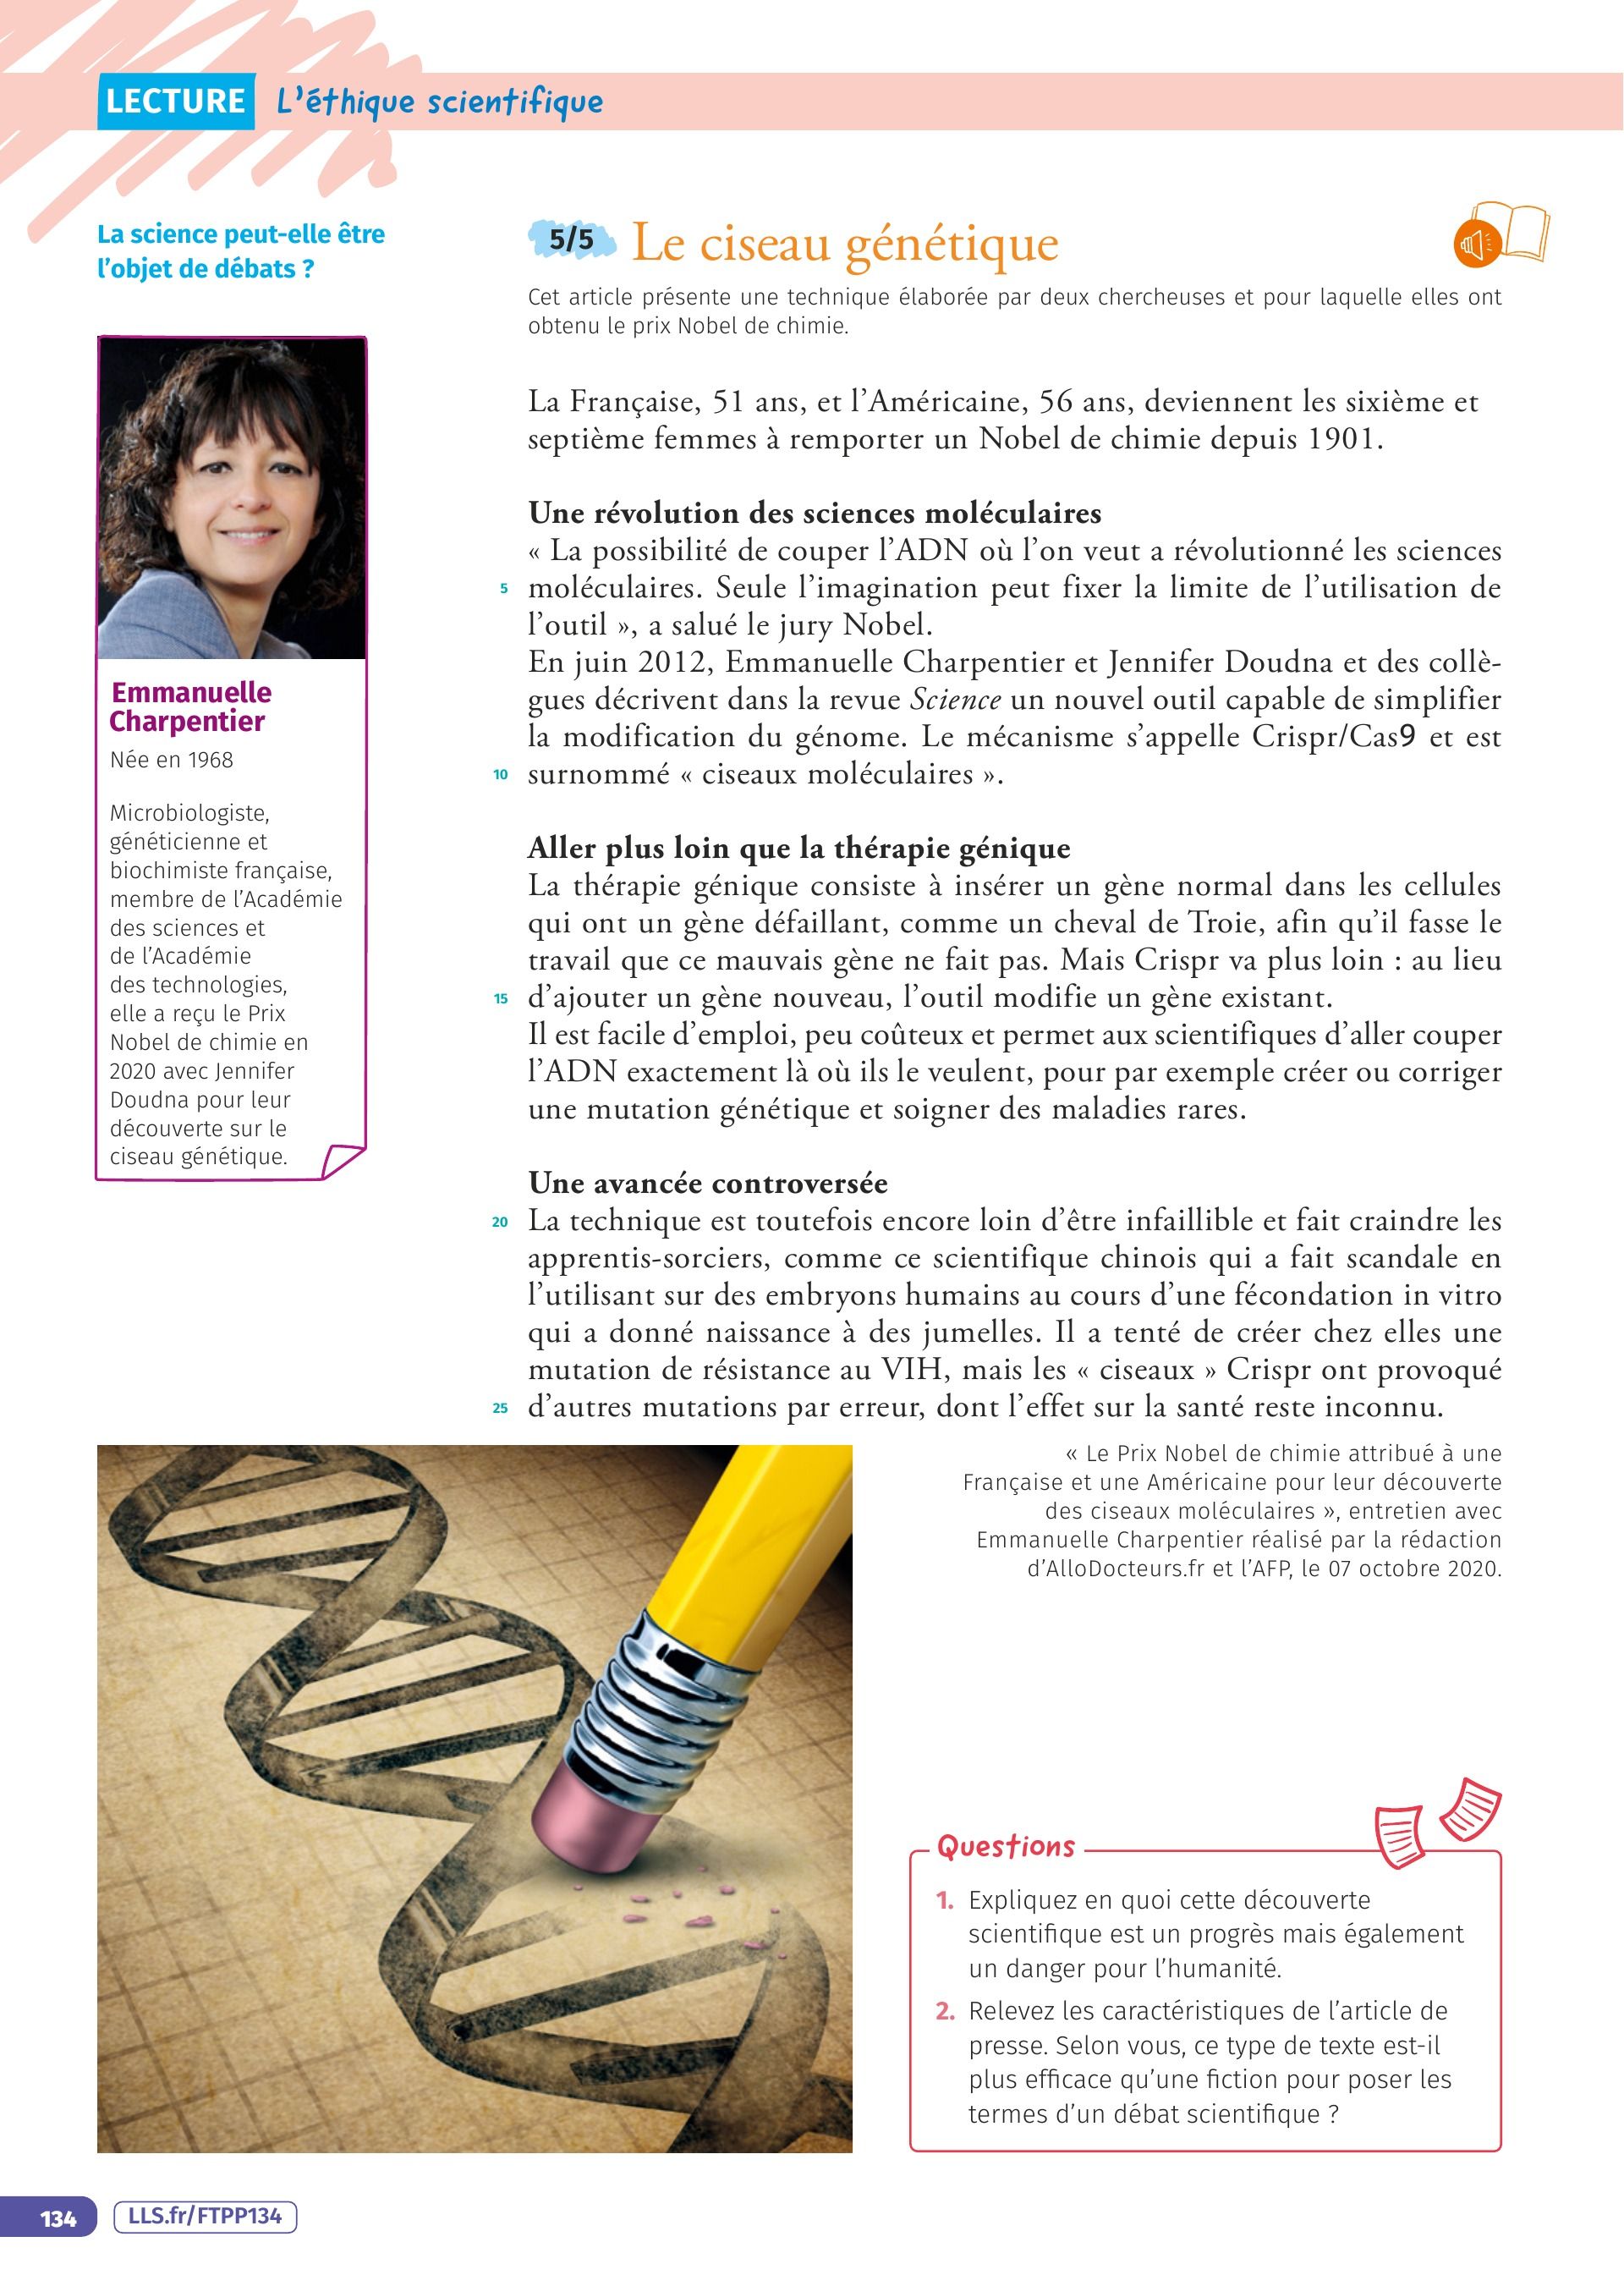 LECTURE L'éthique scientifique
La science peut-elle être
l'objet de débats ?
Emmanuelle
Charpentier
Née en 1968
Microbiologiste,
généticienne et
biochimiste française,
membre de l'Académie
des sciences et
de l'Académie
des technologies,
elle a reçu le Prix
Nobel de chimie en
2020 avec Jennifer
Doudna pour leur
découverte sur le
ciseau génétique.
5/5 Le ciseau génétique
Cet article présente une technique élaborée par deux chercheuses et pour laquelle elles ont
obtenu le prix Nobel de chimie.
La Française, 51 ans, et l'Américaine, 56 ans, deviennent les sixième et
septième femmes à remporter un Nobel de chimie depuis 1901.
Une révolution des sciences moléculaires
« La possibilité de couper l'ADN où l'on veut a révolutionné les sciences
5 moléculaires. Seule l'imagination peut fixer la limite de l'utilisation de
l'outil », a salué le jury Nobel.
En juin 2012, Emmanuelle Charpentier et Jennifer Doudna et des collè-
gues décrivent dans la revue Science un nouvel outil capable de simplifier
la modification du génome. Le mécanisme s'appelle Crispr/Cas9 et est
10 surnommé « ciseaux moléculaires ».
Aller plus loin que la thérapie génique
La thérapie génique consiste à insérer un gène normal dans les cellules
qui ont un gène défaillant, comme un cheval de Troie, afin qu'il fasse le
travail que ce mauvais gène ne fait pas. Mais Crispr va plus loin : au lieu
15 d'ajouter un gène nouveau, l'outil modifie un gène existant.
Il est facile d'emploi, peu coûteux et permet aux scientifiques d'aller couper
l'ADN exactement là où ils le veulent, pour par exemple créer ou corriger
une mutation génétique et soigner des maladies rares.
Une avancée controversée
20 La technique est toutefois encore loin d'être infaillible et fait craindre les
apprentis-sorciers, comme ce scientifique chinois qui a fait scandale en
l'utilisant sur des embryons humains au cours d'une fécondation in vitro
qui a donné naissance à des jumelles. Il a tenté de créer chez elles une
mutation de résistance au VIH, mais les « ciseaux » Crispr ont provoqué
25 d'autres mutations par erreur, dont l'effet sur la santé reste inconnu.
« Le Prix Nobel de chimie attribué à une
Française et une Américaine pour leur découverte
des ciseaux moléculaires », entretien avec
Emmanuelle Charpentier réalisé par la rédaction
d'AlloDocteurs.fr et l'AFP, le 07 octobre 2020.
Questions
1. Expliquez en quoi cette découverte
scientifique est un progrès mais également
un danger pour l'humanité.
2. Relevez les caractéristiques de l'article de
presse. Selon vous, ce type de texte est-il
plus efficace qu'une fiction pour poser les
termes d'un débat scientifique ?
134 LLS.fr/FTPP134